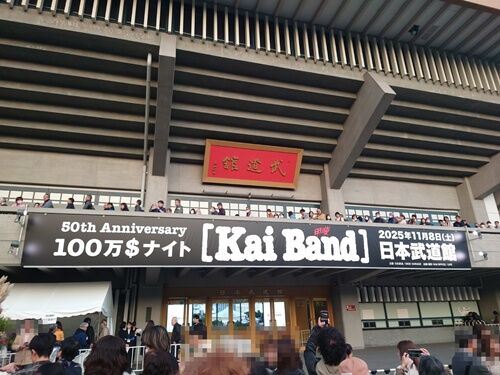 武道館
50th Anniversary
100万$ナイト
[Kai Band]
2025年11月8日(土)
日本武道館